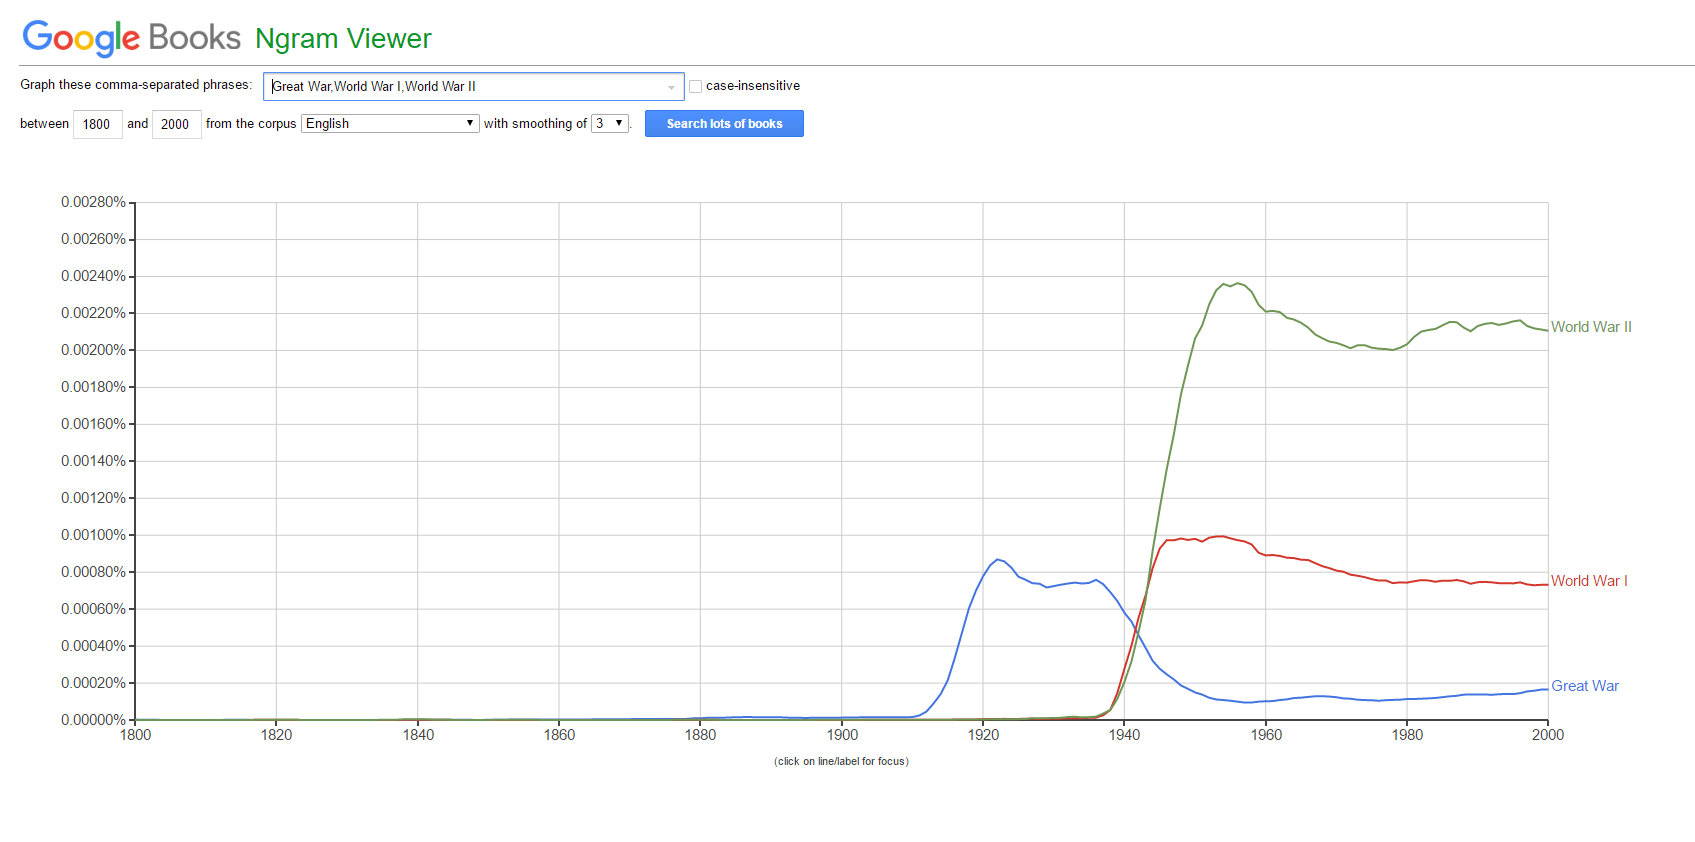 Google Books Ngram Viewer
Graph these comma-separated phrases: Great War,World War I,World War II case-insensitive
between 1800 and 2000 from the corpus English with smoothing of 3 . Search lots of books
0.00280%
0.00260%
0.00240%
0.00220%
World War II
0.00200%
0.00180%
0.00160%
0.00140%
0.00120%
0.00100%
0.00080%
World War I
0.00060%
0.00040%
0.00020%
Great War
0.00000%
1800 1820 1840 1860 1880 1900 1920 1940 1960 1980 2000
(click on line/label for focus)